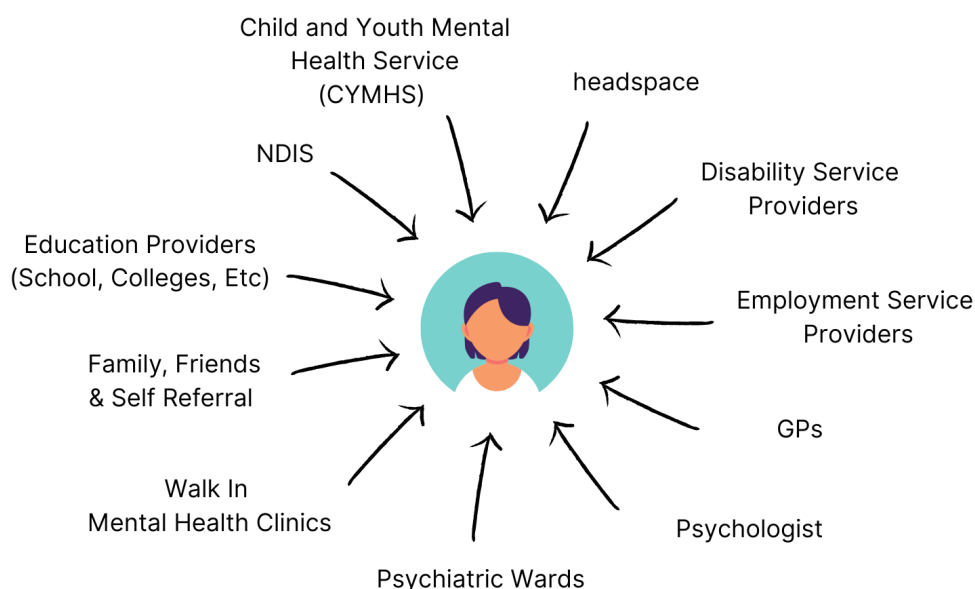 Child and Youth Mental
Health Service
(CYMHS)
headspace
NDIS
Disability Service
Providers
Education Providers
(School, Colleges, Etc)
Employment Service
Providers
Family, Friends
& Self Referral
GPs
Walk In
Mental Health Clinics
Psychologist
Psychiatric Wards